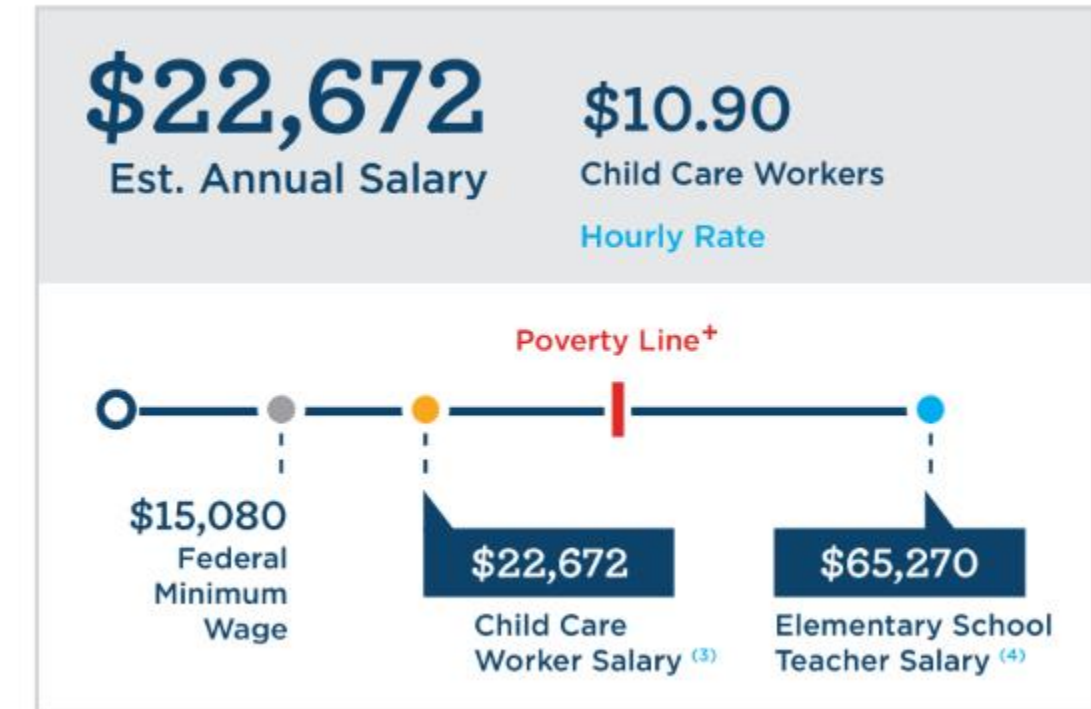 $22,672
Est. Annual Salary
$10.90
Child Care Workers
Hourly Rate
Poverty Line+
$15,080
Federal
Minimum
Wage
$22,672
Child Care
Worker Salary (3)
$65,270
Elementary School
Teacher Salary (4)